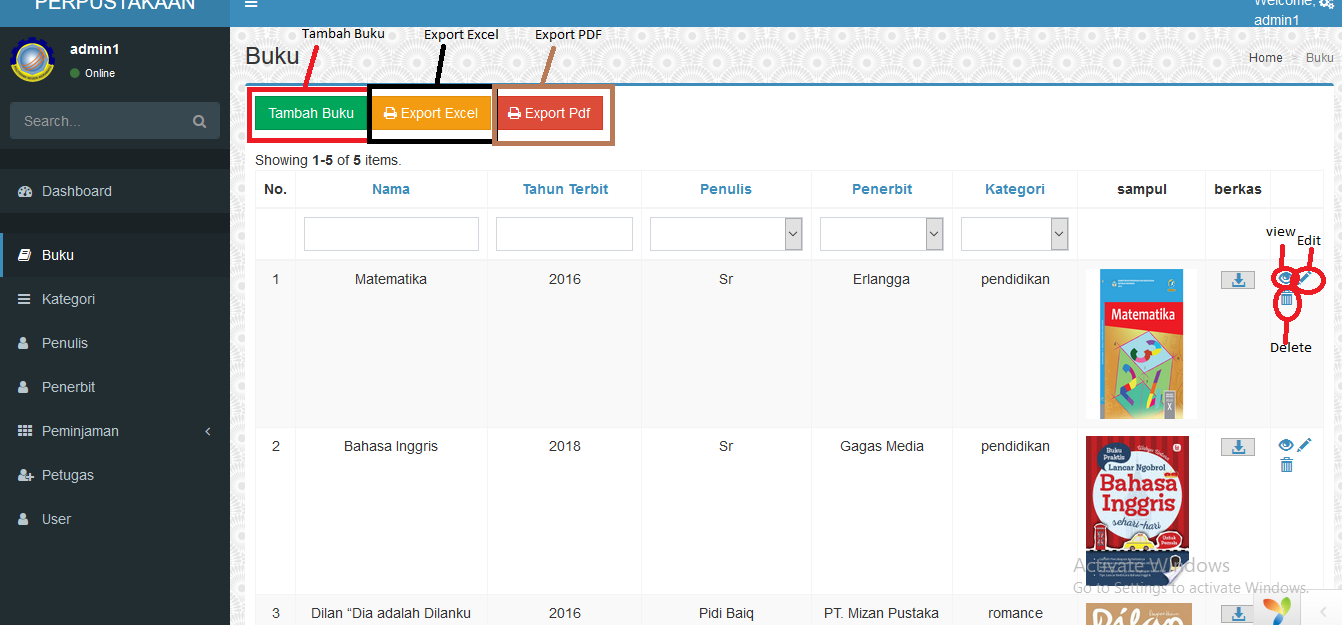 PERPUSTAKAAN
Welcome,
admin1
admin1
Online
Search...
Dashboard
Buku
Kategori
Penulis
Penerbit
Peminjaman
Petugas
User
Tambah Buku
Export Excel
Export PDF
Buku
Home > Buku
Tambah Buku
Export Excel
Export Pdf
Showing 1-5 of 5 items.
No. Nama Tahun Terbit Penulis Penerbit Kategori sampul berkas
view
Edit
1 Matematika 2016 Sr Erlangga pendidikan
Matematika
X
Delete
2 Bahasa Inggris 2018 Sr Gagas Media pendidikan
Buku
Praktis
Lancar Ngobrol
Bahasa
Inggris
sehari-hari
Untuk
Pemula
Activate Windows
Go to Settings to activate Windows.
3 Dilan “Dia adalah Dilanku 2016 Pidi Baiq PT. Mizan Pustaka romance
Dilan